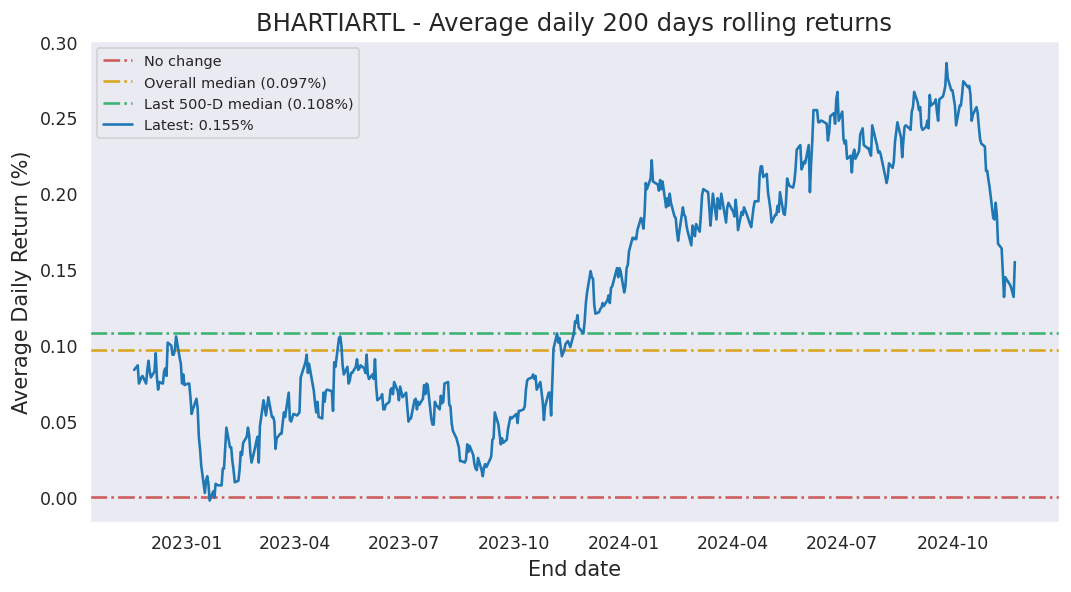 BHARTIARTL - Average daily 200 days rolling returns
0.30
0.25
0.20
0.15
0.10
0.05
0.00
Average Daily Return (%)
No change
Overall median (0.097%)
Last 500-D median (0.108%)
Latest: 0.155%
2023-01
2023-04
2023-07
2023-10
2024-01
2024-04
2024-07
2024-10
End date